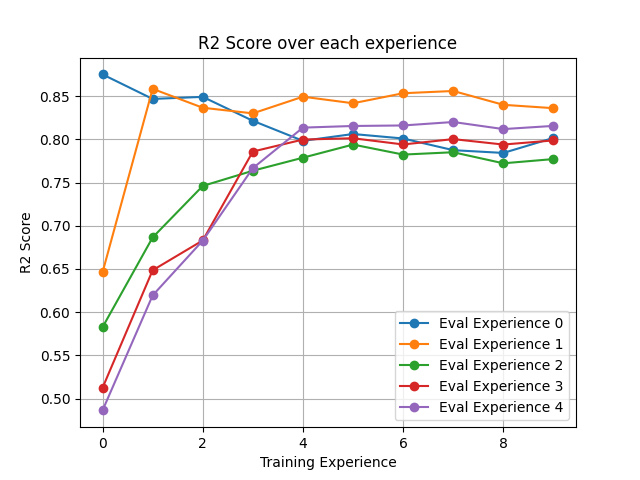 R2 Score over each experience
R2 Score
0.85
0.80
0.75
0.70
0.65
0.60
0.55
0.50
Eval Experience 0
Eval Experience 1
Eval Experience 2
Eval Experience 3
Eval Experience 4
0 2 4 6 8
Training Experience